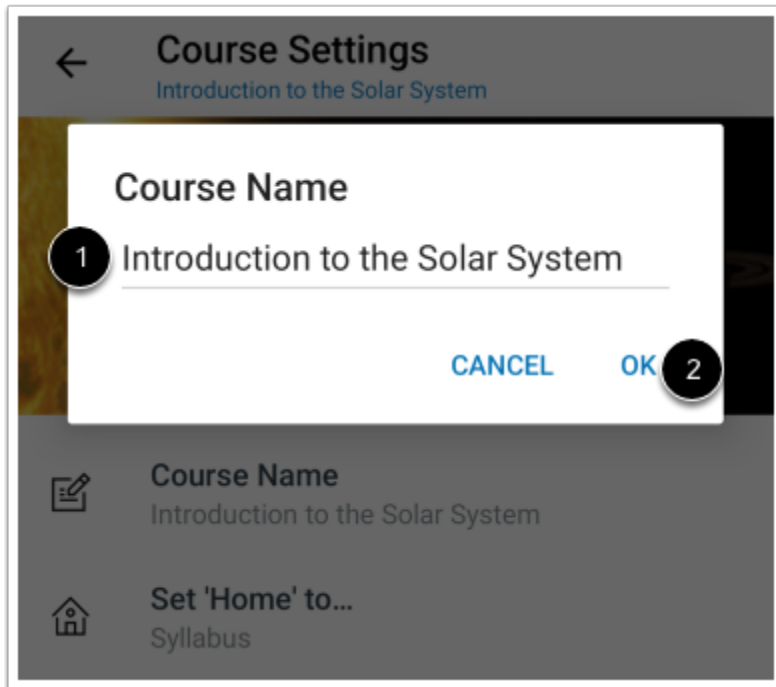 Course Settings
Introduction to the Solar System
Course Name
1 Introduction to the Solar System
CANCEL OK 2
Course Name
Introduction to the Solar System
Set 'Home' to...
Syllabus